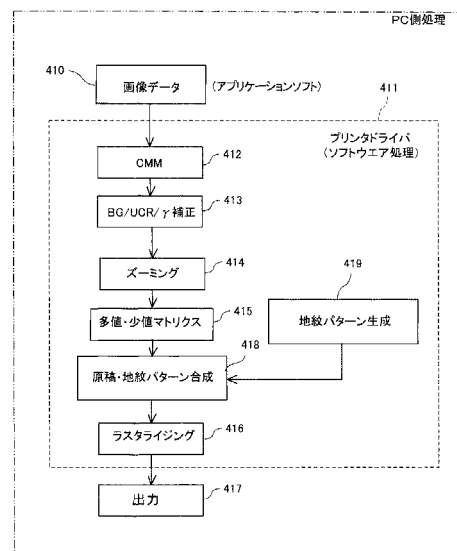 PC側処理
410
画像データ
(アプリケーションソフト)
411
プリンタドライバ
(ソフトウエア処理)
CMM
412
BG/UCR/γ補正
413
ズーミング
414
多値・少値マトリクス
415
419
地紋パターン生成
原稿・地紋パターン合成
418
ラスタライジング
416
出力
417